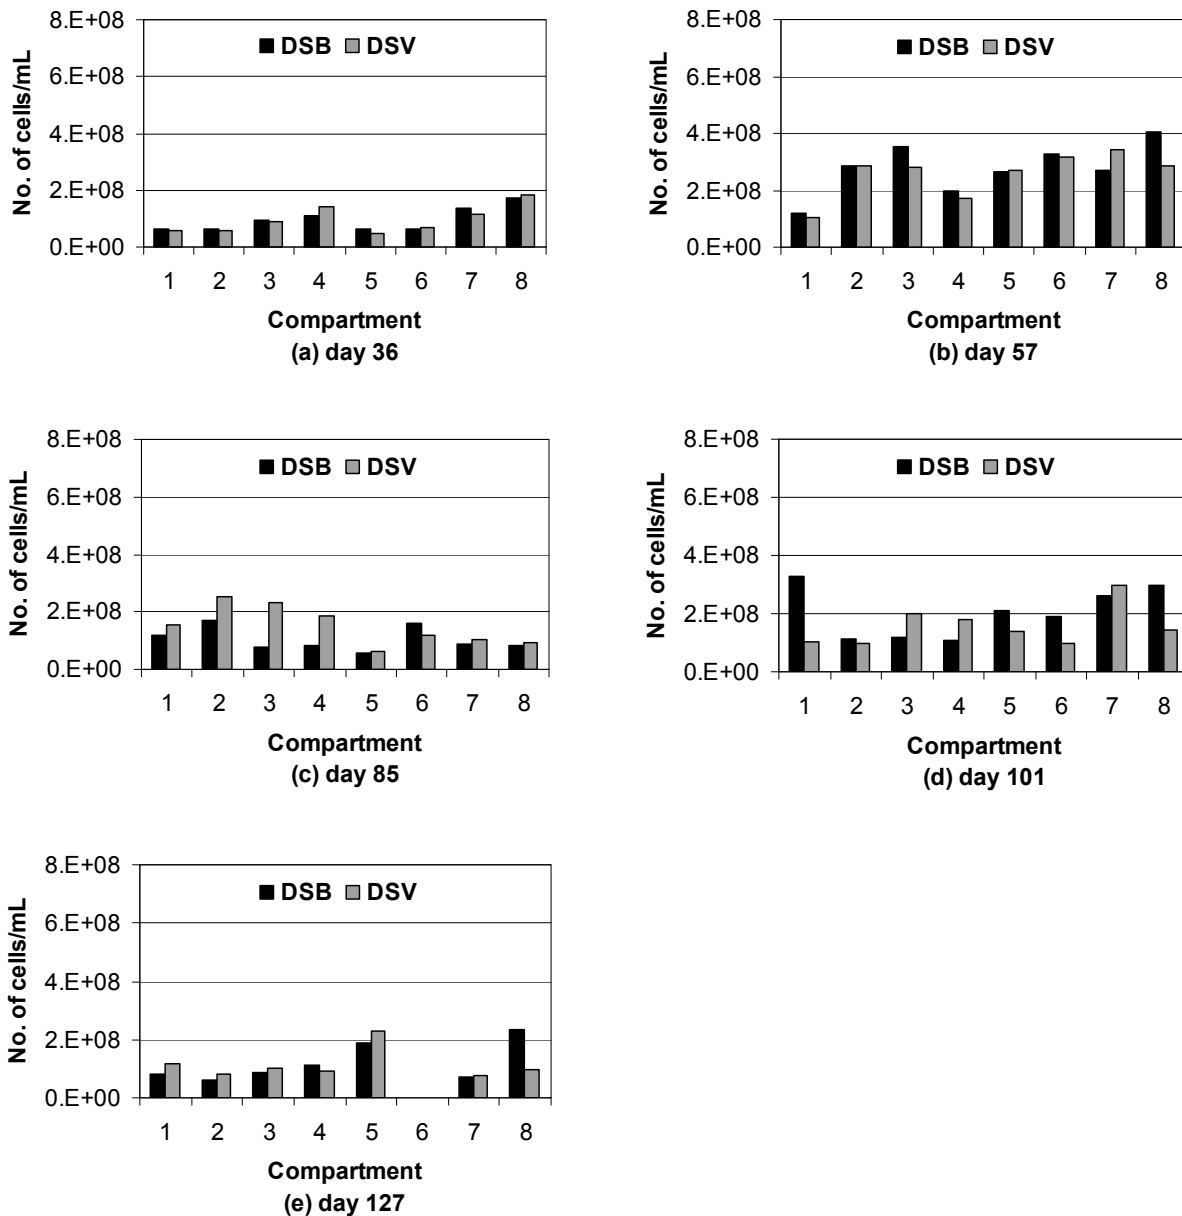 No. of cells/mL
8.E+08
6.E+08
4.E+08
2.E+08
0.E+00
DSB DSV
1 2 3 4 5 6 7 8
Compartment
(a) day 36
No. of cells/mL
8.E+08
6.E+08
4.E+08
2.E+08
0.E+00
DSB DSV
1 2 3 4 5 6 7 8
Compartment
(b) day 57
No. of cells/mL
8.E+08
6.E+08
4.E+08
2.E+08
0.E+00
DSB DSV
1 2 3 4 5 6 7 8
Compartment
(c) day 85
No. of cells/mL
8.E+08
6.E+08
4.E+08
2.E+08
0.E+00
DSB DSV
1 2 3 4 5 6 7 8
Compartment
(d) day 101
No. of cells/mL
8.E+08
6.E+08
4.E+08
2.E+08
0.E+00
DSB DSV
1 2 3 4 5 6 7 8
Compartment
(e) day 127